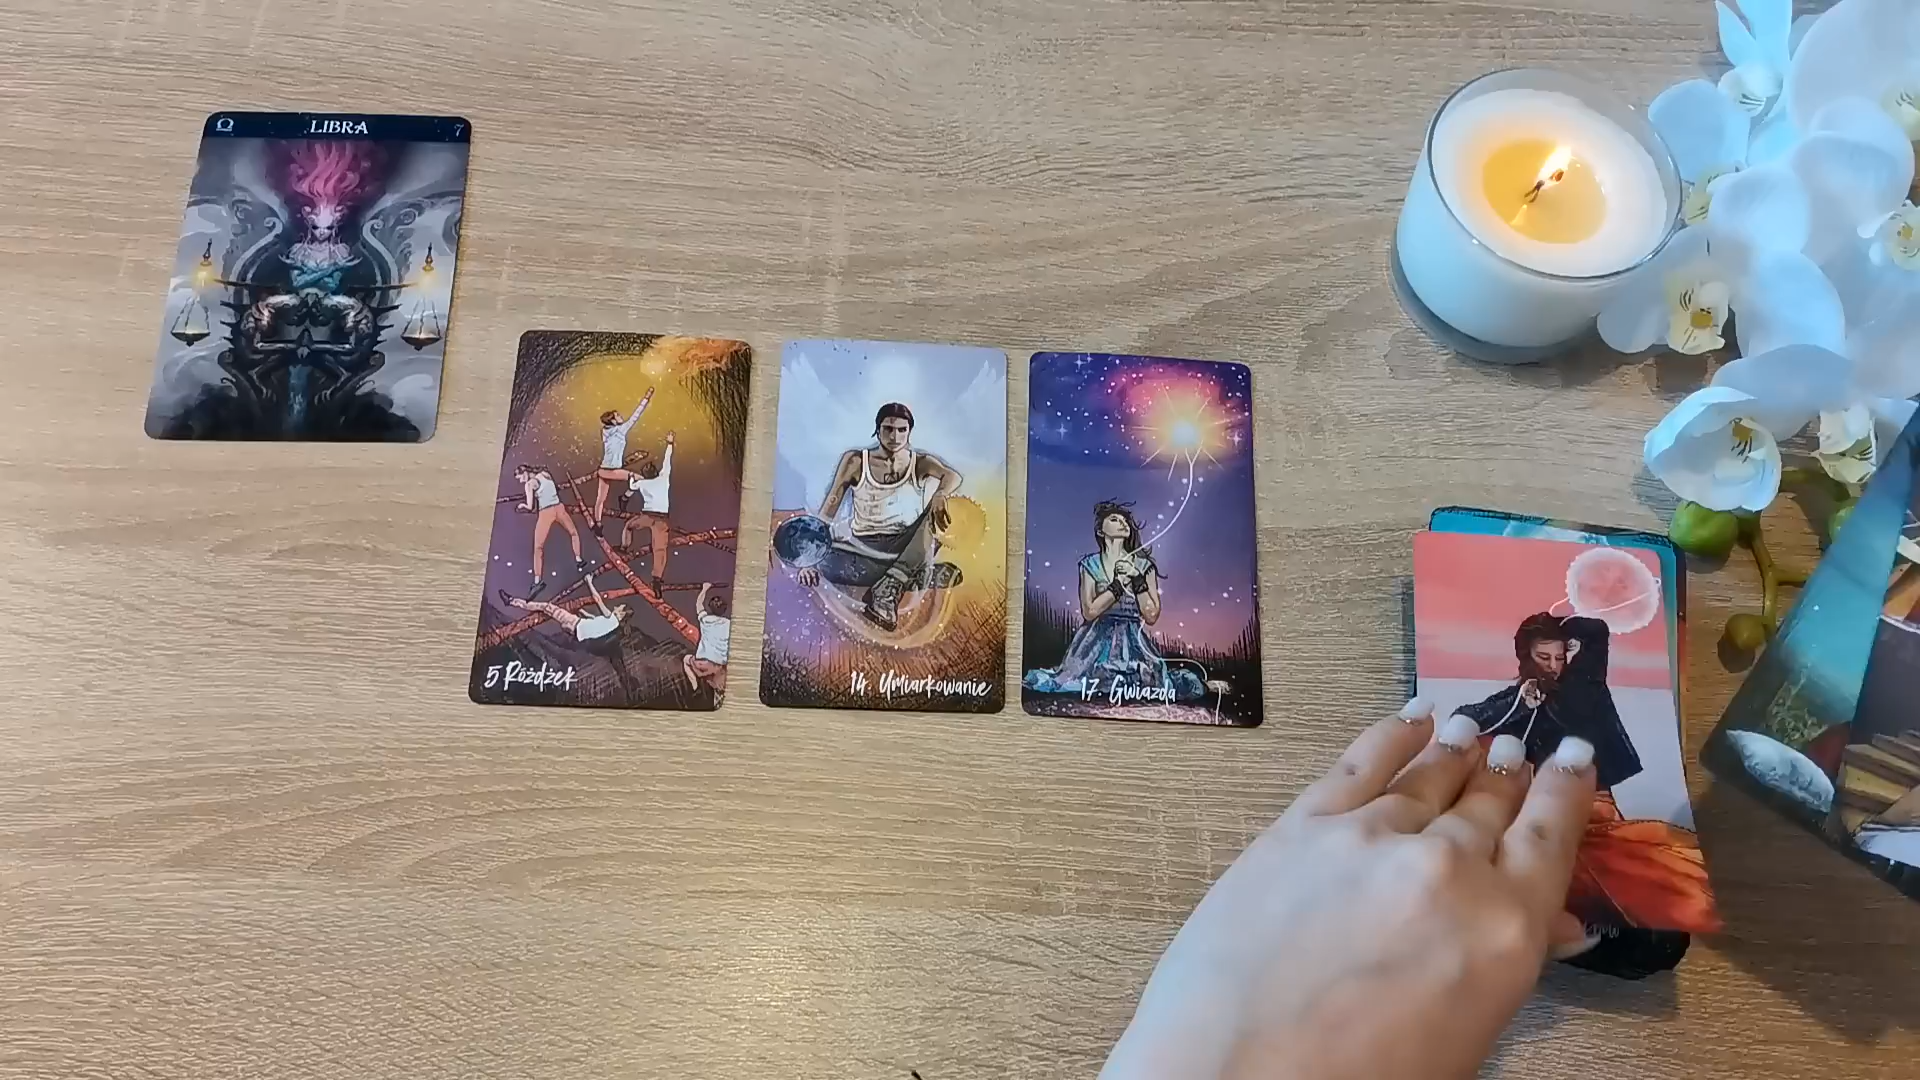 ♎ LIBRA 7
5 Różdżek
14. Umiarkowanie
17. Gwiazda